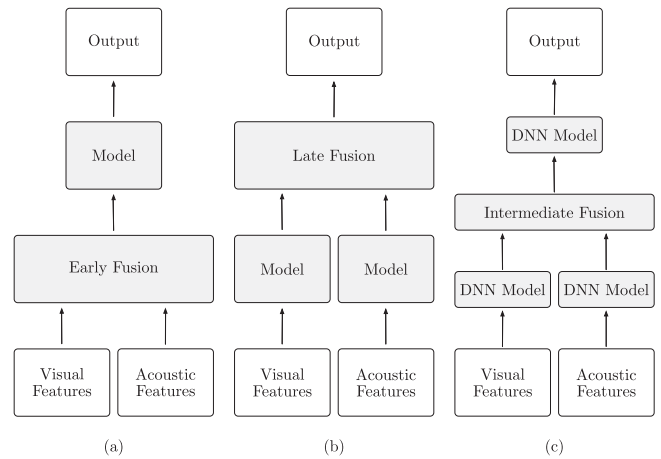 Output
Model
Early Fusion
Visual
Features
Acoustic
Features
(a)
Output
Late Fusion
Model
Model
Visual
Features
Acoustic
Features
(b)
Output
DNN Model
Intermediate Fusion
DNN Model
DNN Model
Visual
Features
Acoustic
Features
(c)